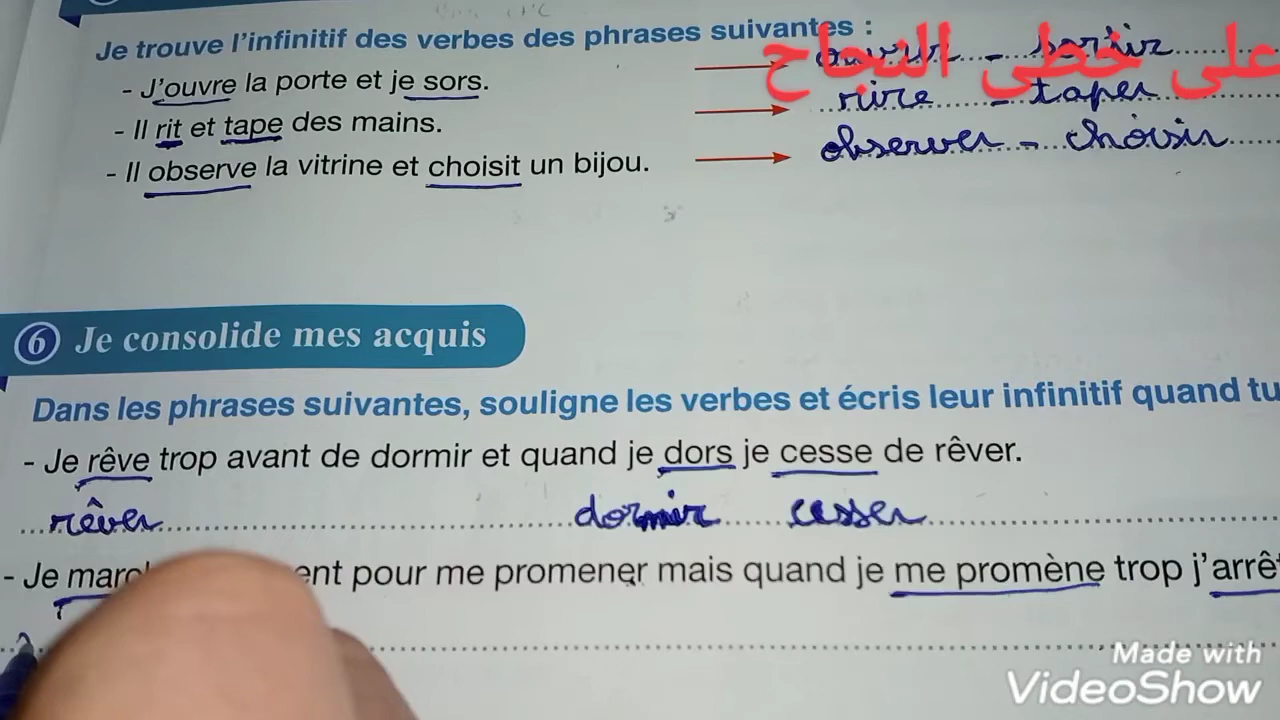 Je trouve l'infinitif des verbes des phrases suivantes :
على خطى النجاح
- J'ouvre la porte et je sors. ouvrir - sortir
- Il rit et tape des mains. rire - taper
- Il observe la vitrine et choisit un bijou. observer - choisir
6 Je consolide mes acquis
Dans les phrases suivantes, souligne les verbes et écris leur infinitif quand tu
- Je rêve trop avant de dormir et quand je dors je cesse de rêver.
rêver dormir cesser
- Je ent pour me promener mais quand je me promène trop j'arrê
Made with
VideoShow